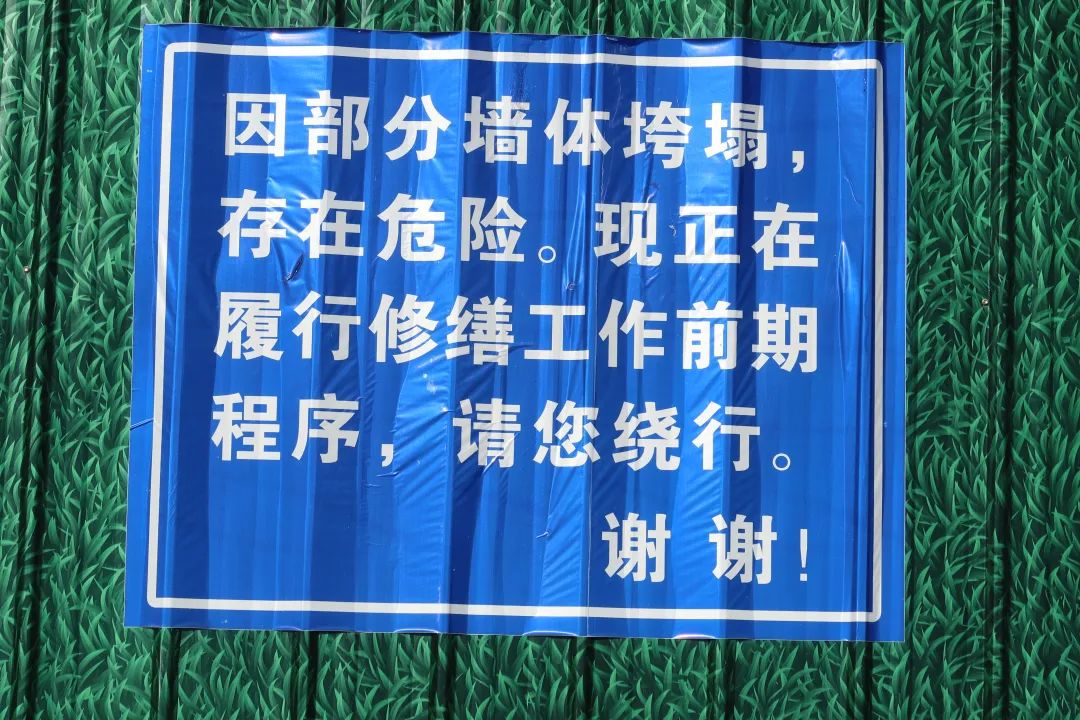 因部分墙体垮塌，
存在危险。现正在
履行修缮工作前期
程序，请您绕行。
谢 谢！